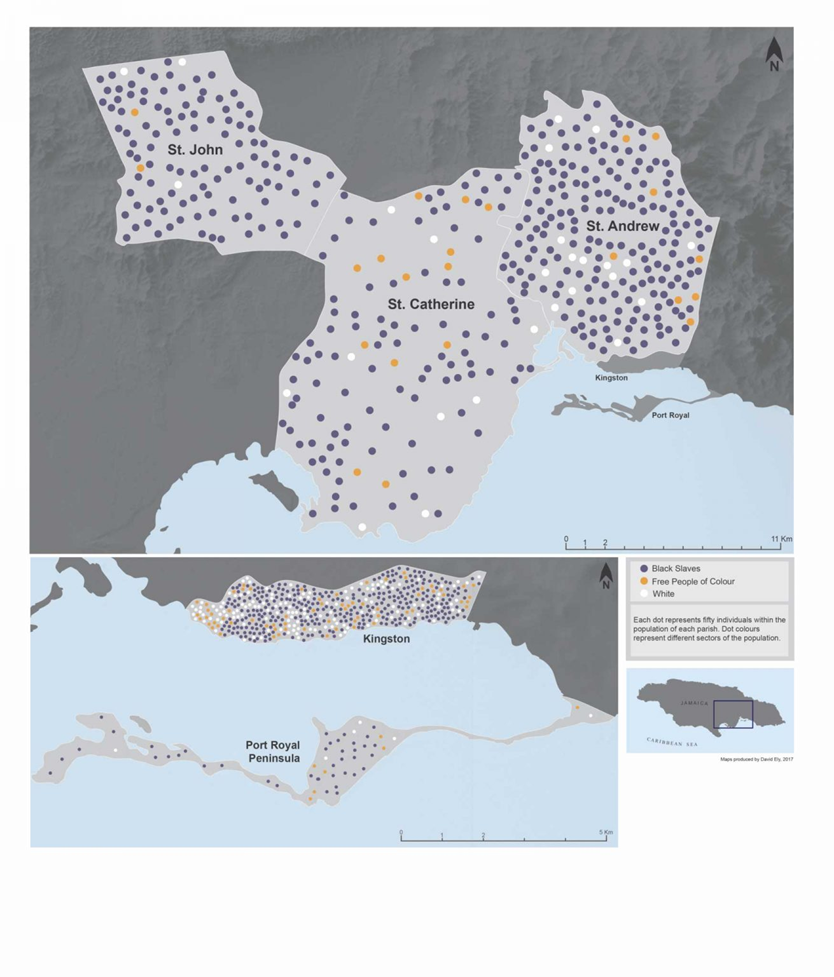 N
St. John
St. Andrew
St. Catherine
Kingston
Port Royal
0 1 2 11 Km
N
Kingston
Port Royal
Peninsula
0 1 2 5 Km
Black Slaves
Free People of Colour
White
Each dot represents fifty individuals within the
population of each parish. Dot colours
represent different sectors of the population.
JAMAICA
CARIBBEAN SEA
Maps produced by David Ely, 2017